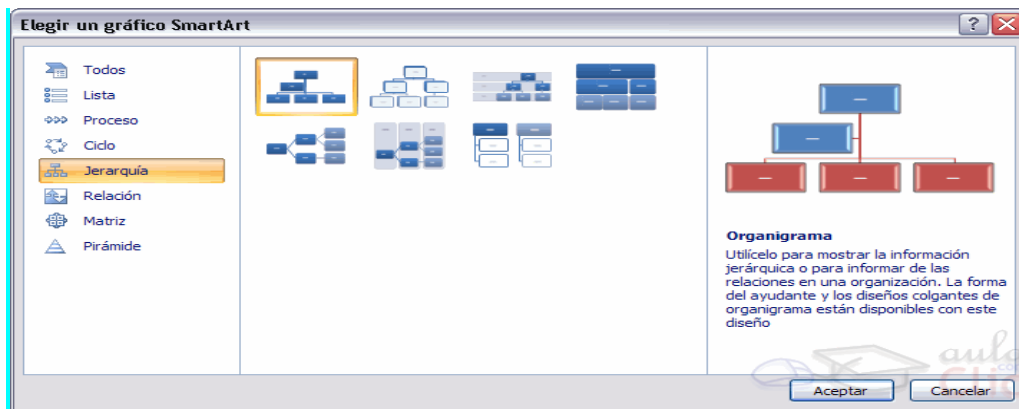 Elegir un gráfico SmartArt
Todos
Lista
Proceso
Ciclo
Jerarquía
Relación
Matriz
Pirámide
Organigrama
Utilícelo para mostrar la información
jerárquica o para informar de las
relaciones en una organización. La forma
del ayudante y los diseños colgantes de
organigrama están disponibles con este
diseño
aula
Clic
Aceptar
Cancelar